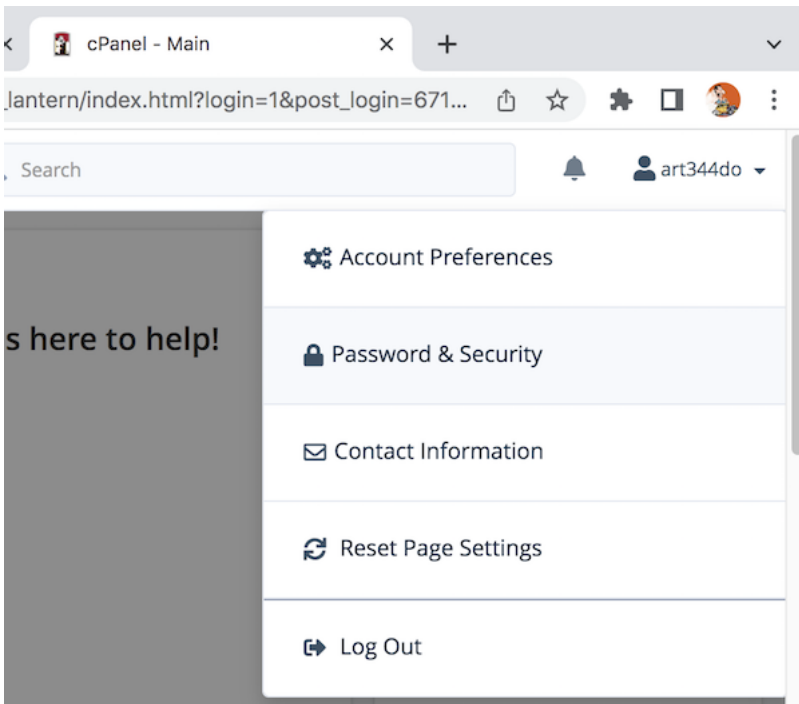 cPanel - Main
_lantern/index.html?login=1&post_login=671...
Search
art344do
Account Preferences
s here to help!
Password & Security
Contact Information
Reset Page Settings
Log Out